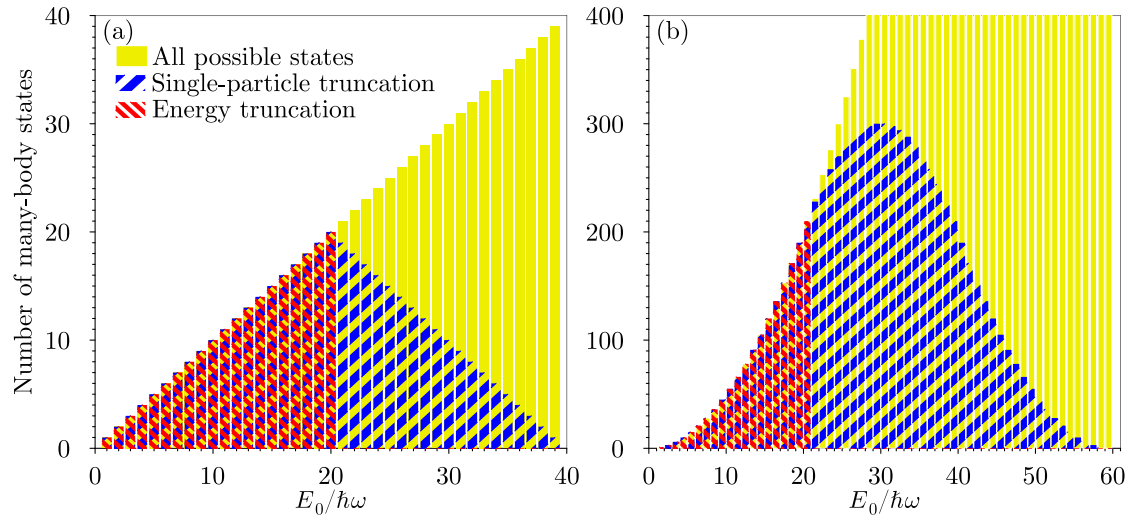 (a)
All possible states
Single-particle truncation
Energy truncation
Number of many-body states
0
10
20
30
40
0
10
20
30
40
E₀/ħω
(b)
0
100
200
300
400
0
10
20
30
40
50
60
E₀/ħω